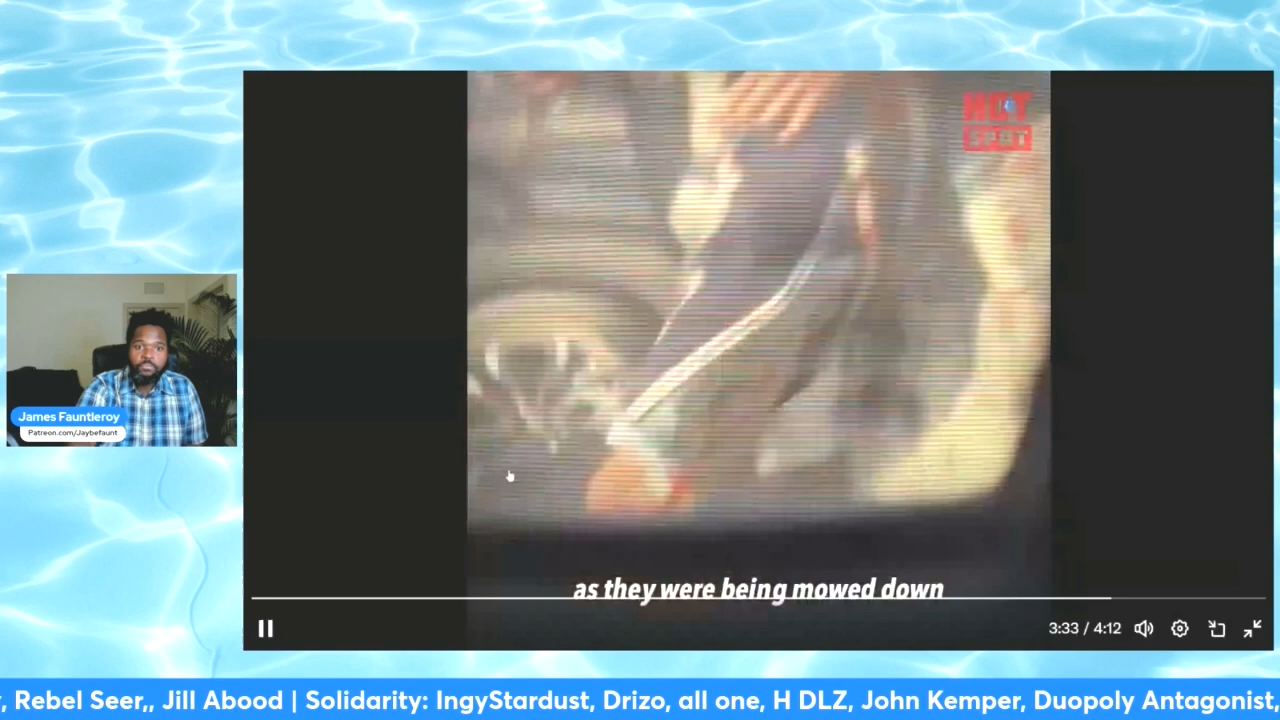 HOT
SPOT
James Fauntleroy
Patreon.com/Jaybefaunt
as they were being mowed down
3:33 / 4:12
, Rebel Seer,, Jill Abood | Solidarity: IngyStardust, Drizo, all one, H DLZ, John Kemper, Duopoly Antagonist,